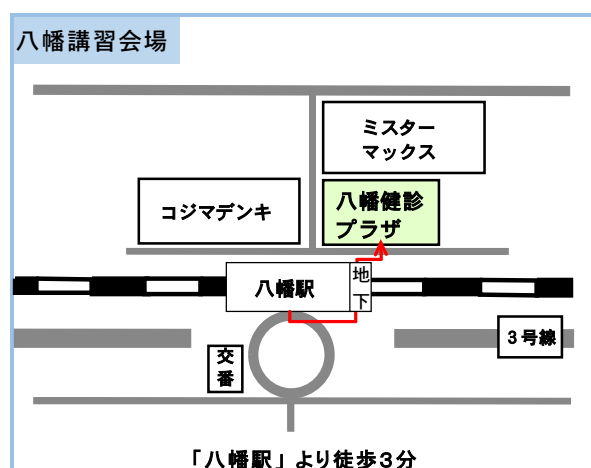 八幡講習会場
ミスター
マックス
八幡健診
プラザ
コジマデンキ
八幡駅
地
下
3号線
交
番
「八幡駅」より徒歩3分